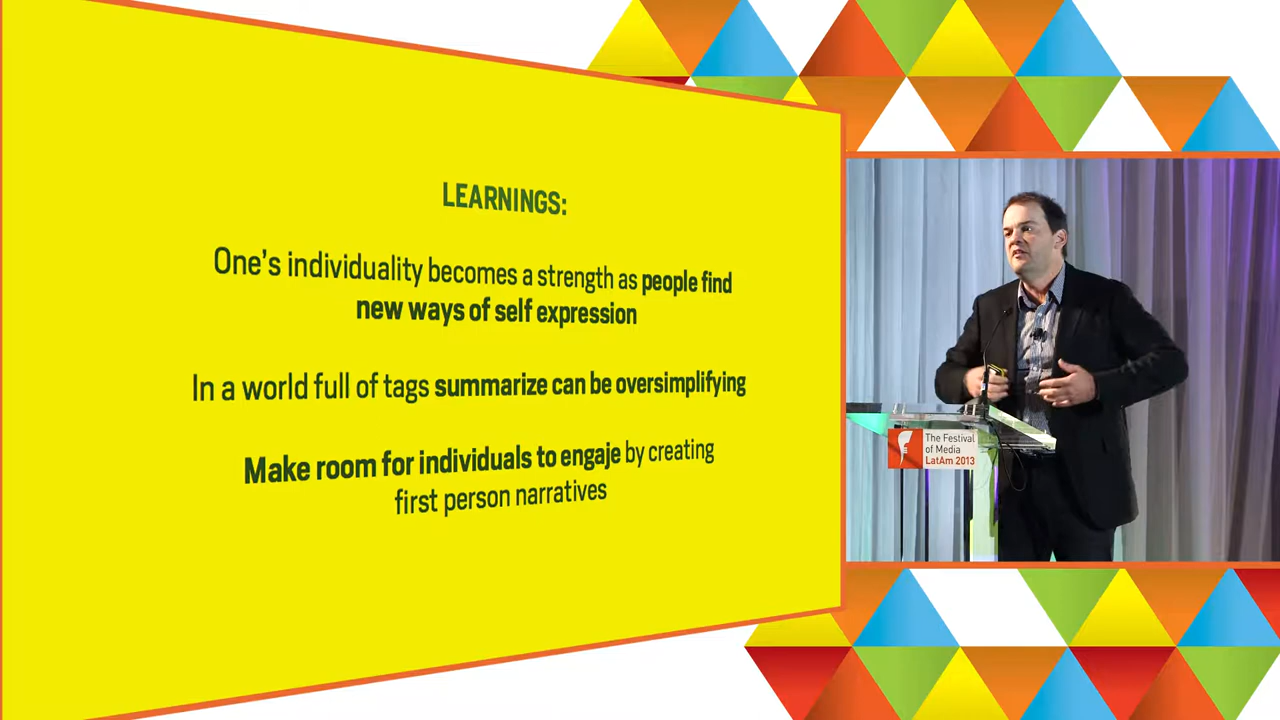 LEARNINGS:
One's individuality becomes a strength as people find
new ways of self expression
In a world full of tags summarize can be oversimplifying
Make room for individuals to engaje by creating
first person narratives
The Festival
of Media
LatAm 2013